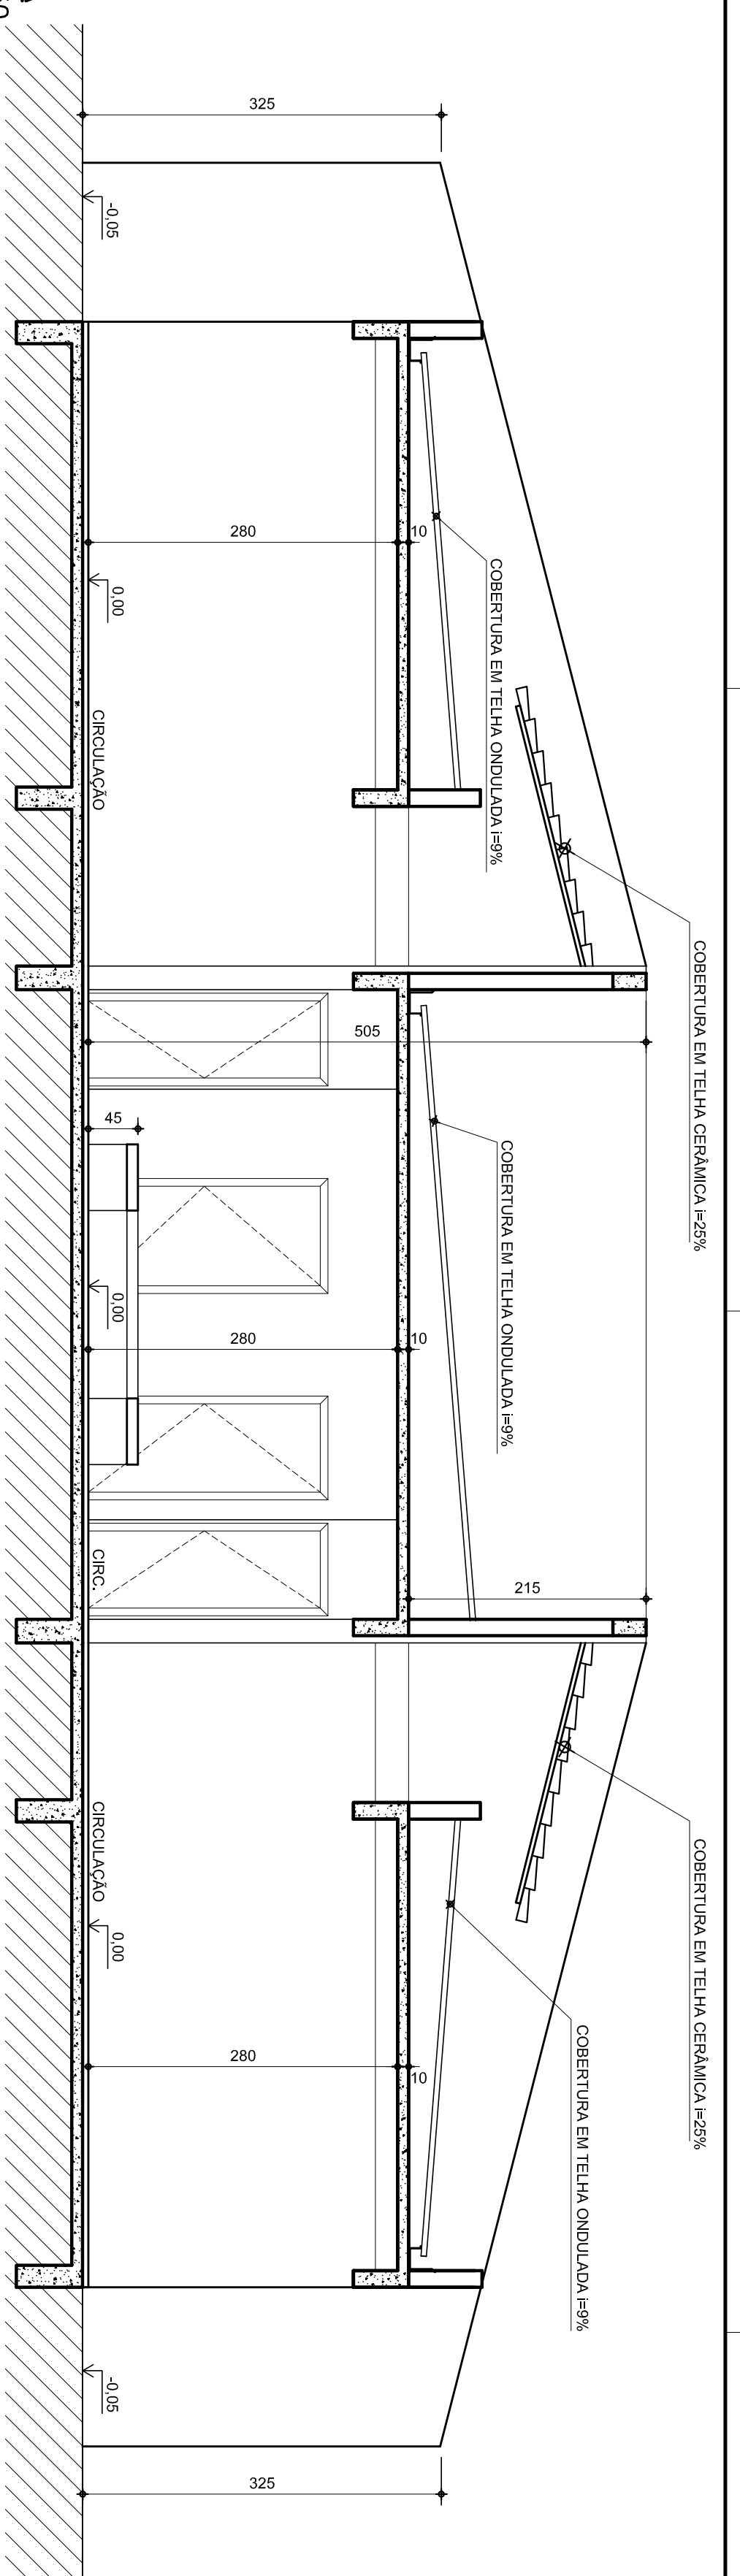 325
-0,05
280
10
0,00
COBERTURA EM TELHA ONDULADA i=9%
CIRCULAÇÃO
COBERTURA EM TELHA CERÂMICA i=25%
505
45
COBERTURA EM TELHA ONDULADA i=9%
0,00
280
10
CIRC.
215
CIRCULAÇÃO
COBERTURA EM TELHA CERÂMICA i=25%
0,00
280
10
COBERTURA EM TELHA ONDULADA i=9%
-0,05
325